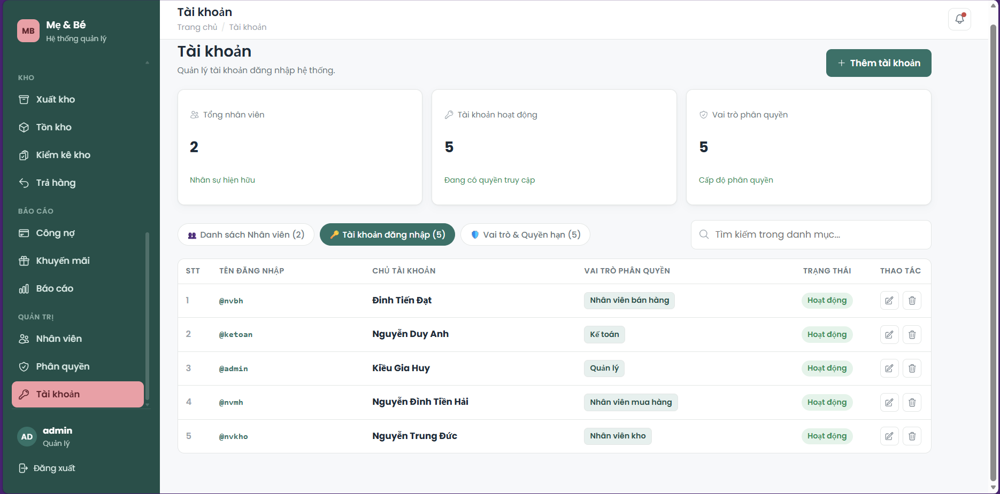 MB
Mẹ & Bé
Hệ thống quản lý
KHO
Xuất kho
Tồn kho
Kiểm kê kho
Trả hàng
BÁO CÁO
Công nợ
Khuyến mãi
Báo cáo
QUẢN TRỊ
Nhân viên
Phân quyền
Tài khoản
AD
admin
Quản lý
Đăng xuất
Tài khoản
Trang chủ / Tài khoản
Tài khoản
Quản lý tài khoản đăng nhập hệ thống.
+ Thêm tài khoản
Tổng nhân viên
2
Nhân sự hiện hữu
Tài khoản hoạt động
5
Đang có quyền truy cập
Vai trò phân quyền
5
Cấp độ phân quyền
Danh sách Nhân viên (2)
Tài khoản đăng nhập (5)
Vai trò & Quyền hạn (5)
Tìm kiếm trong danh mục...
STT TÊN ĐĂNG NHẬP CHỦ TÀI KHOẢN VAI TRÒ PHÂN QUYỀN TRẠNG THÁI THAO TÁC
1 @nvbh Đinh Tiến Đạt Nhân viên bán hàng Hoạt động
2 @ketoan Nguyễn Duy Anh Kế toán Hoạt động
3 @admin Kiều Gia Huy Quản lý Hoạt động
4 @nvmh Nguyễn Đình Tiền Hải Nhân viên mua hàng Hoạt động
5 @nvkho Nguyễn Trung Đức Nhân viên kho Hoạt động